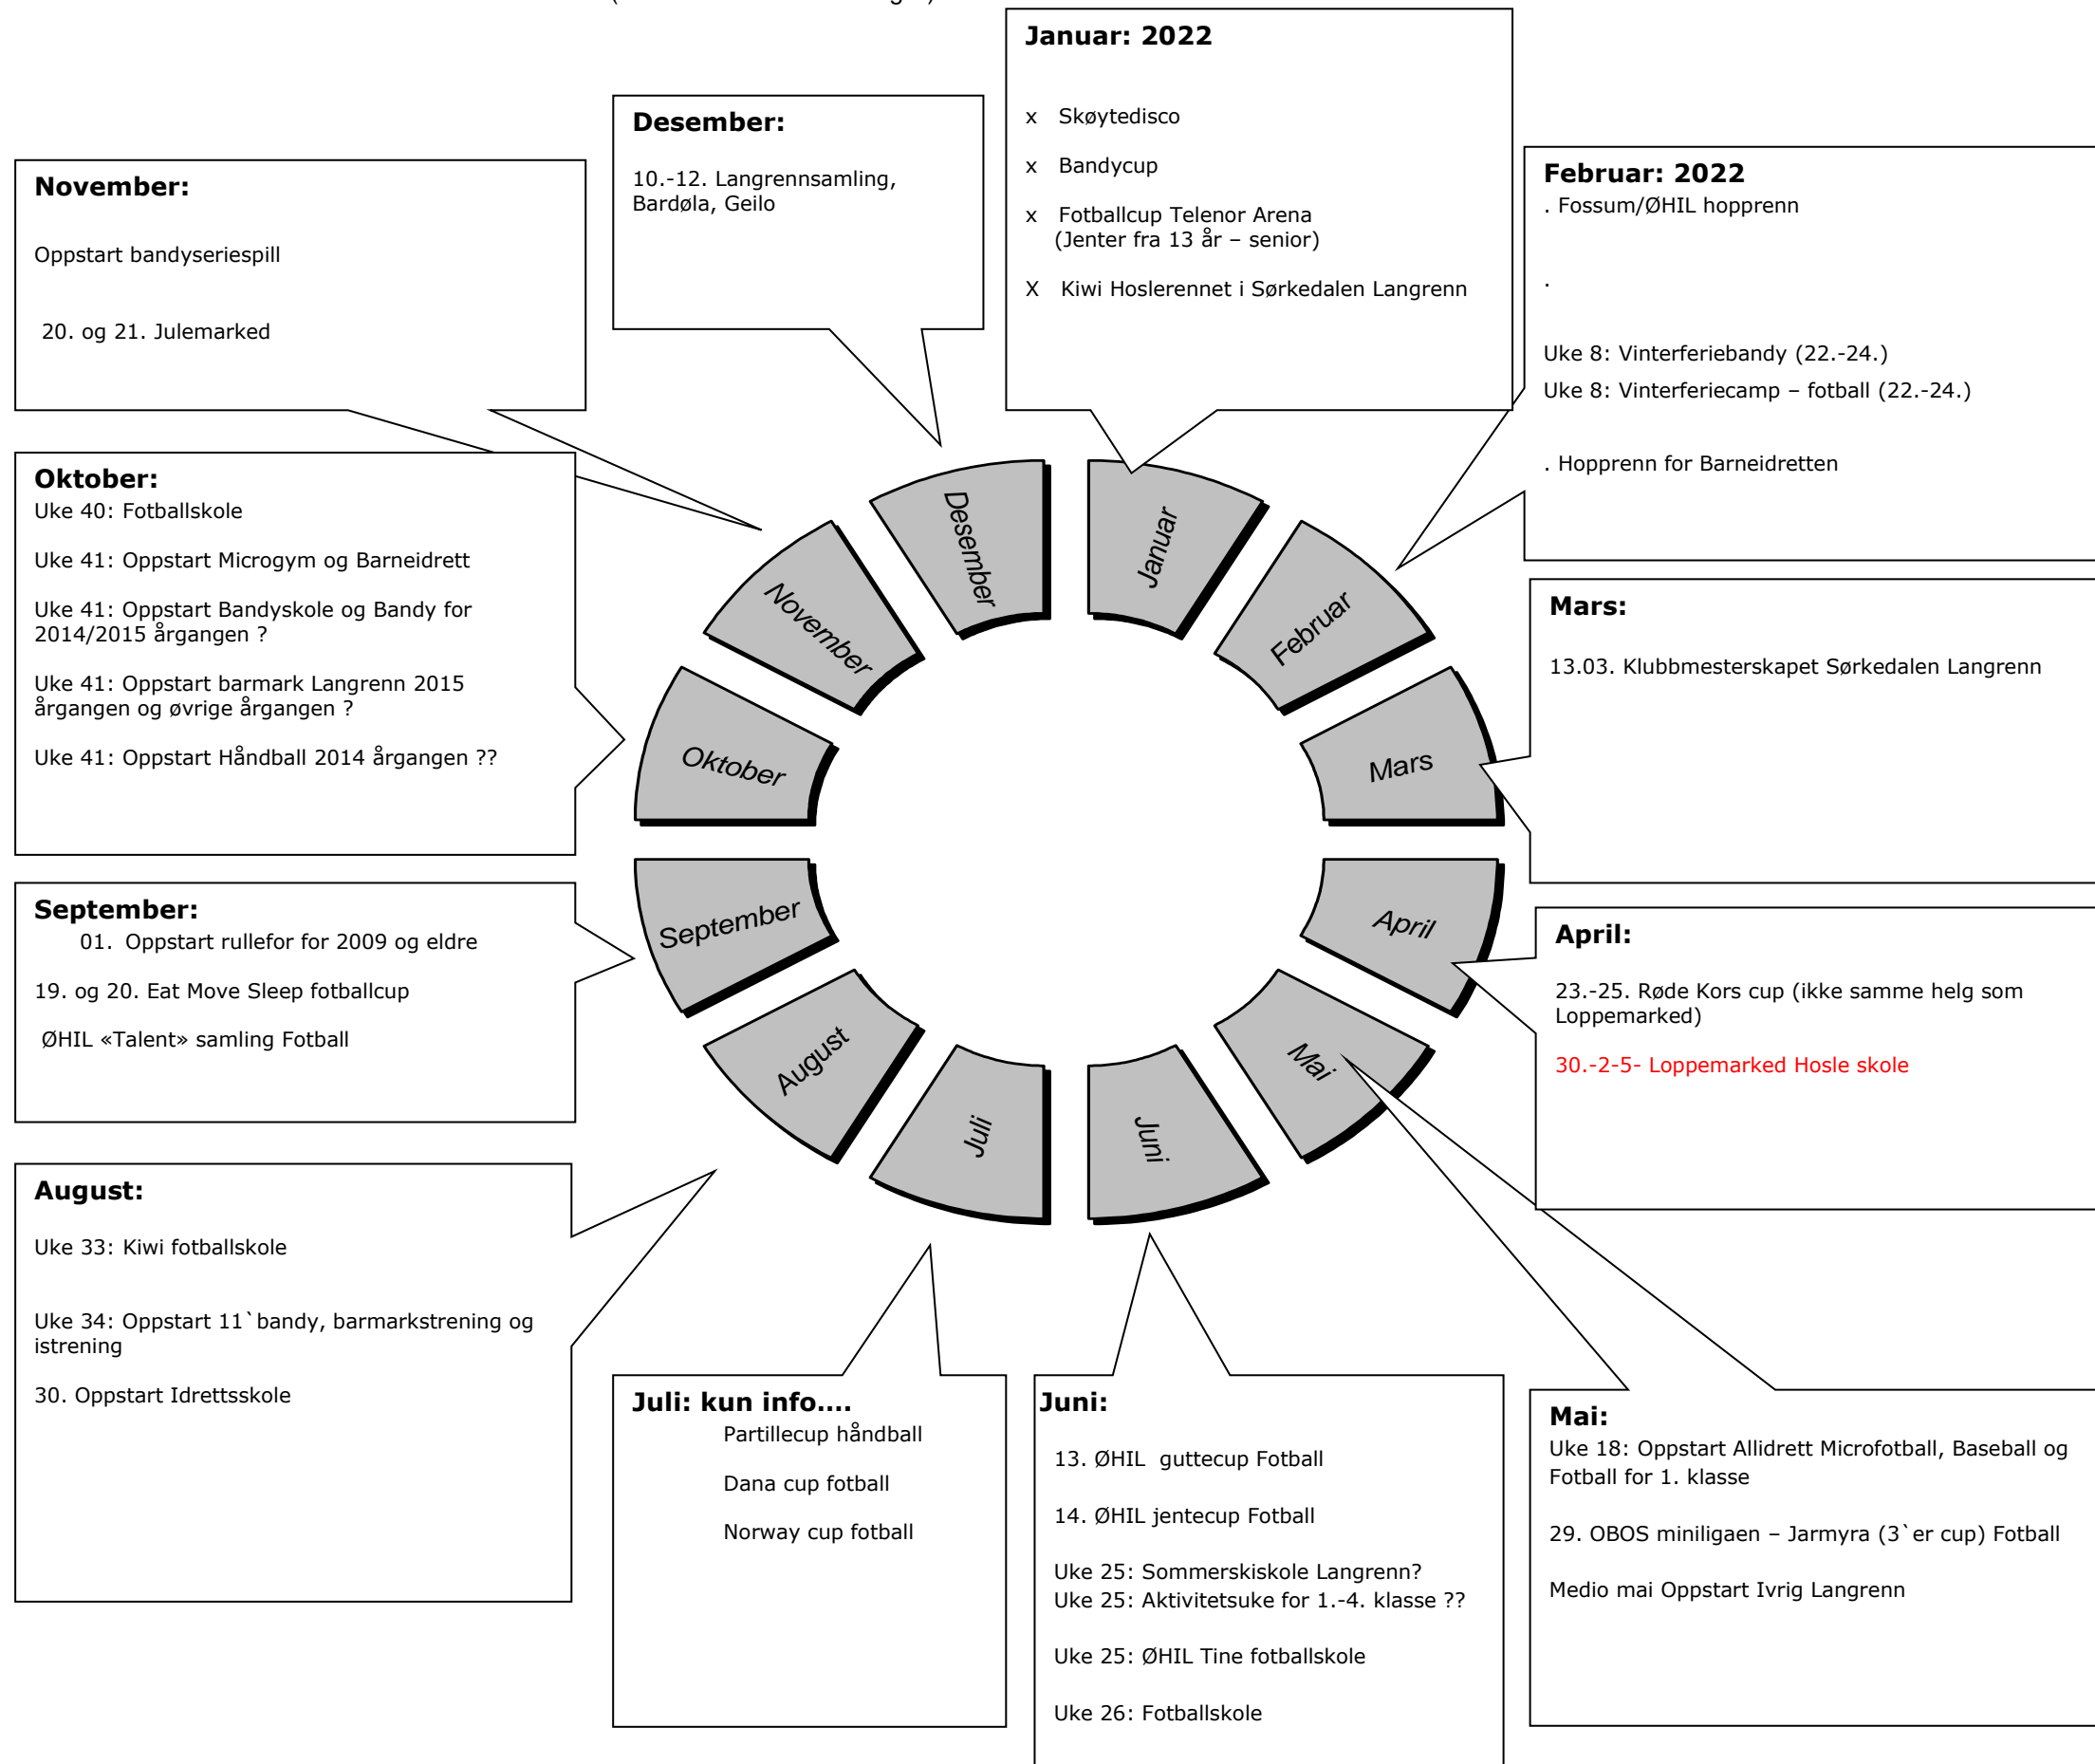 Januar: 2022
x Skøytedisco
x Bandycup
x Fotballcup Telenor Arena
(Jenter fra 13 år – senior)
X Kiwi Hoslerennet i Sørkedalen Langrenn
Desember:
10.-12. Langrennsamling,
Bardøla, Geilo
November:
Oppstart bandyseriespill
20. og 21. Julemarked
Februar: 2022
. Fossum/ØHIL hopprenn
.
Uke 8: Vinterferiebandy (22.-24.)
Uke 8: Vinterferiecamp – fotball (22.-24.)
. Hopprenn for Barneidretten
Oktober:
Uke 40: Fotballskole
Uke 41: Oppstart Microgym og Barneidrett
Uke 41: Oppstart Bandyskole og Bandy for
2014/2015 årgangen ?
Uke 41: Oppstart barmark Langrenn 2015
årgangen og øvrige årgangen ?
Uke 41: Oppstart Håndball 2014 årgangen ??
Mars:
13.03. Klubbmesterskapet Sørkedalen Langrenn
Desember
Januar
November
Februar
Oktober
Mars
September
April
August
Mai
Juli
Juni
September:
01. Oppstart rullefor for 2009 og eldre
19. og 20. Eat Move Sleep fotballcup
ØHIL «Talent» samling Fotball
April:
23.-25. Røde Kors cup (ikke samme helg som
Loppemarked)
30.-2-5- Loppemarked Hosle skole
August:
Uke 33: Kiwi fotballskole
Uke 34: Oppstart 11`bandy, barmarkstrening og
istrening
30. Oppstart Idrettsskole
Juli: kun info....
Partillecup håndball
Dana cup fotball
Norway cup fotball
Juni:
13. ØHIL  guttecup Fotball
14. ØHIL jentecup Fotball
Uke 25: Sommerskiskole Langrenn?
Uke 25: Aktivitetsuke for 1.-4. klasse ??
Uke 25: ØHIL Tine fotballskole
Uke 26: Fotballskole
Mai:
Uke 18: Oppstart Allidrett Microfotball, Baseball og
Fotball for 1. klasse
29. OBOS miniligaen – Jarmyra (3`er cup) Fotball
Medio mai Oppstart Ivrig Langrenn